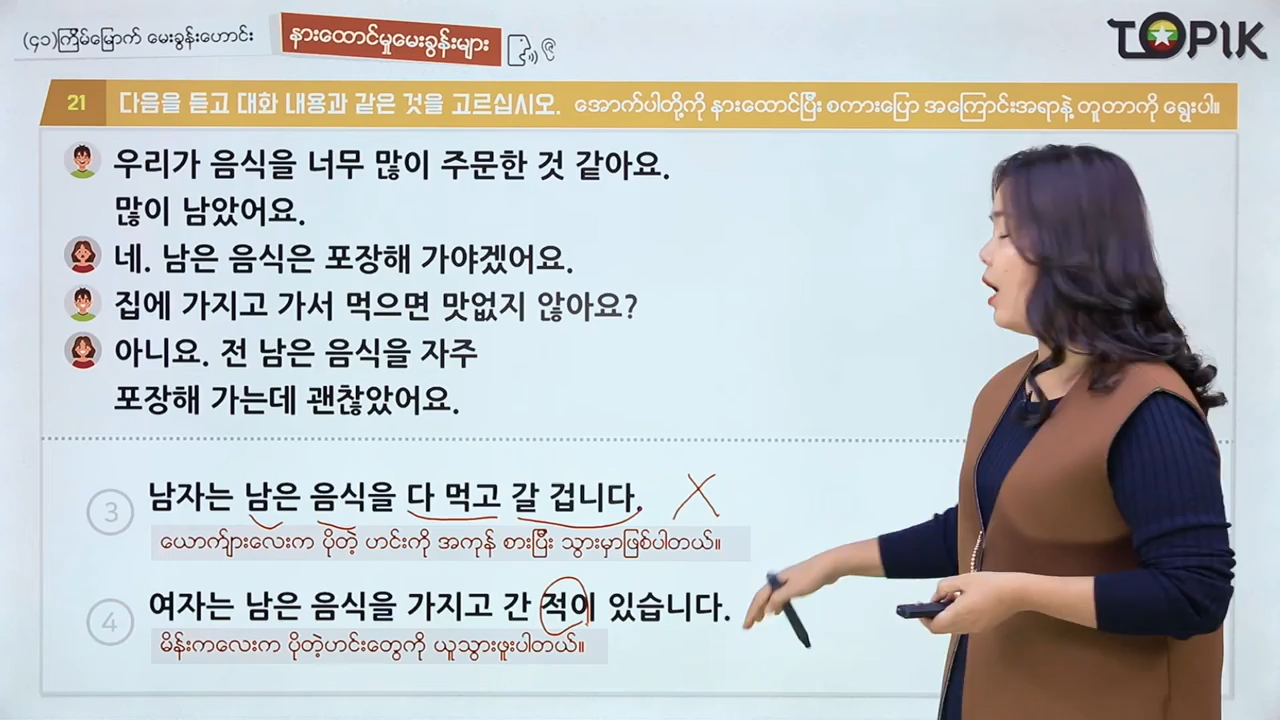 (၄၁)ကြိမ်မြောက် မေးခွန်းဟောင်း
နားထောင်မှုမေးခွန်းများ
၉
TOPIK
21 다음을 듣고 대화 내용과 같은 것을 고르십시오. အောက်ပါတို့ကို နားထောင်ပြီး စကားပြော အကြောင်းအရာနဲ့ တူတာကို ရွေးပါ။
우리가 음식을 너무 많이 주문한 것 같아요.
많이 남았어요.
네. 남은 음식은 포장해 가야겠어요.
집에 가지고 가서 먹으면 맛없지 않아요?
아니요. 전 남은 음식을 자주
포장해 가는데 괜찮았어요.
③ 남자는 남은 음식을 다 먹고 갈 겁니다. X
ယောကျ်ားလေးက ပိုတဲ့ ဟင်းကို အကုန် စားပြီး သွားမှာဖြစ်ပါတယ်။
④ 여자는 남은 음식을 가지고 간 적이 있습니다.
မိန်းကလေးက ပိုတဲ့ဟင်းတွေကို ယူသွားဖူးပါတယ်။